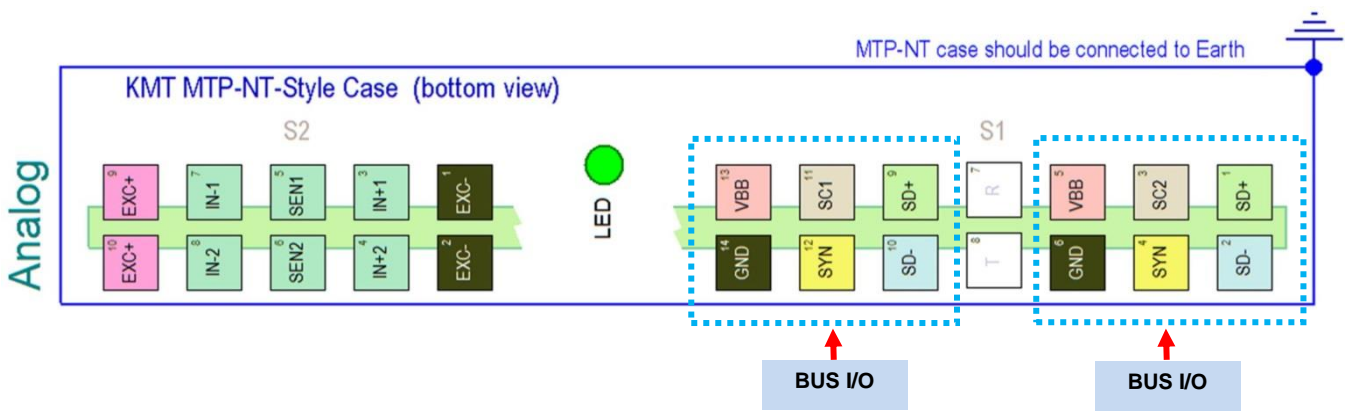 MTP-NT case should be connected to Earth
KMT MTP-NT-Style Case (bottom view)
S2
S1
Analog
9 EXC+
7 IN-1
5 SEN1
3 IN+1
1 EXC-
10 EXC+
8 IN-2
6 SEN2
4 IN+2
2 EXC-
LED
13 VBB
11 SC1
9 SD+
7 R
5 VBB
3 SC2
1 SD+
14 GND
12 SYN
10 SD-
8 T
6 GND
4 SYN
2 SD-
BUS I/O
BUS I/O